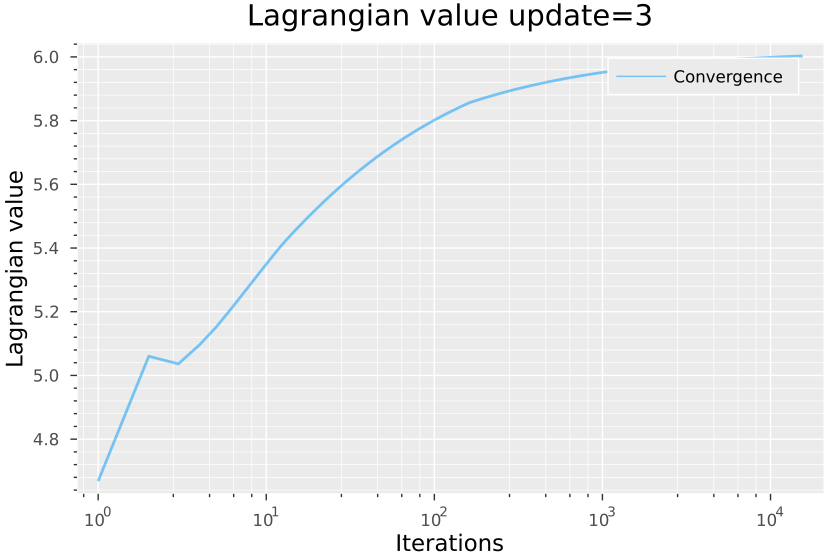 Lagrangian value update=3
6.0
5.8
5.6
5.4
5.2
5.0
4.8
Lagrangian value
Convergence
10⁰ 10¹ 10² 10³ 10⁴
Iterations